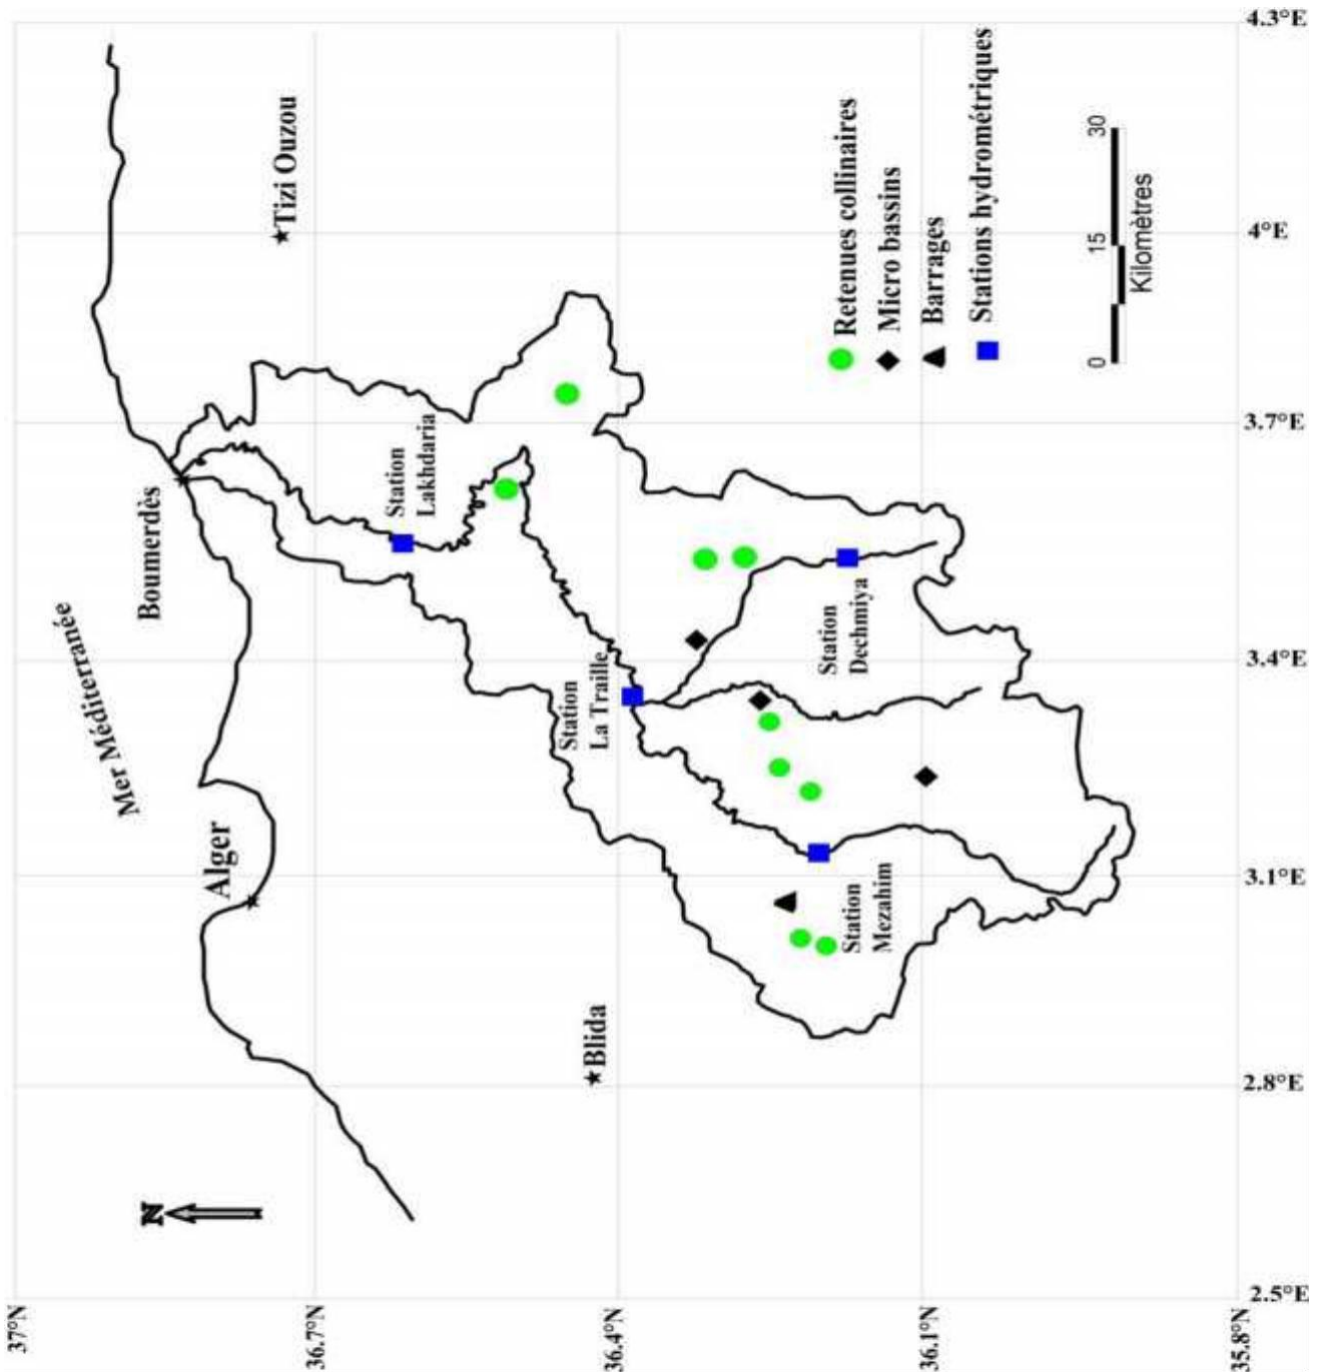 Mer Méditerranée
N
Alger
Boumerdès
Tizi Ouzou
Blida
Station
Lakhdaria
Station
La Traille
Station
Dechmiya
Station
Mezahim
Retenues collinaires
Micro bassins
Barrages
Stations hydrométriques
0 15 30
Kilomètres
37°N
36.7°N
36.4°N
36.1°N
35.8°N
2.5°E
2.8°E
3.1°E
3.4°E
3.7°E
4°E
4.3°E